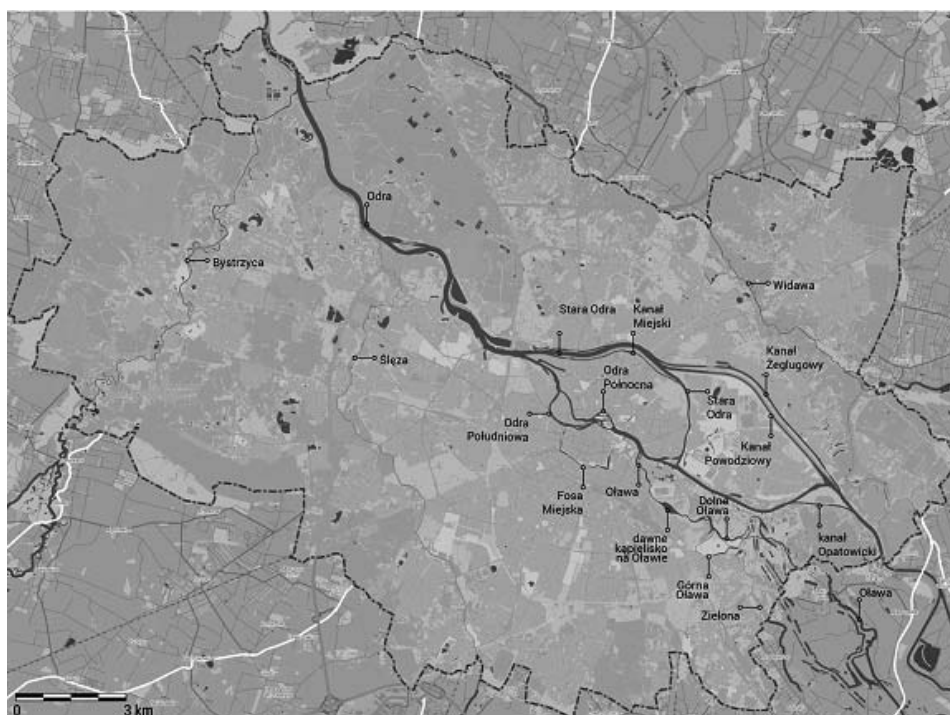 Odra
Bystrzyca
Widawa
Stara Odra
Kanał
Miejski
Kanał
Żeglugowy
Ślęza
Odra
Północna
Stara
Odra
Odra
Południowa
Kanał
Powodziowy
Fosa
Miejska
Oława
Dolna
Oława
dawne
kąpielisko
na Oławie
kanał
Opatowicki
Górna
Oława
Oława
Zielona
0 3 km